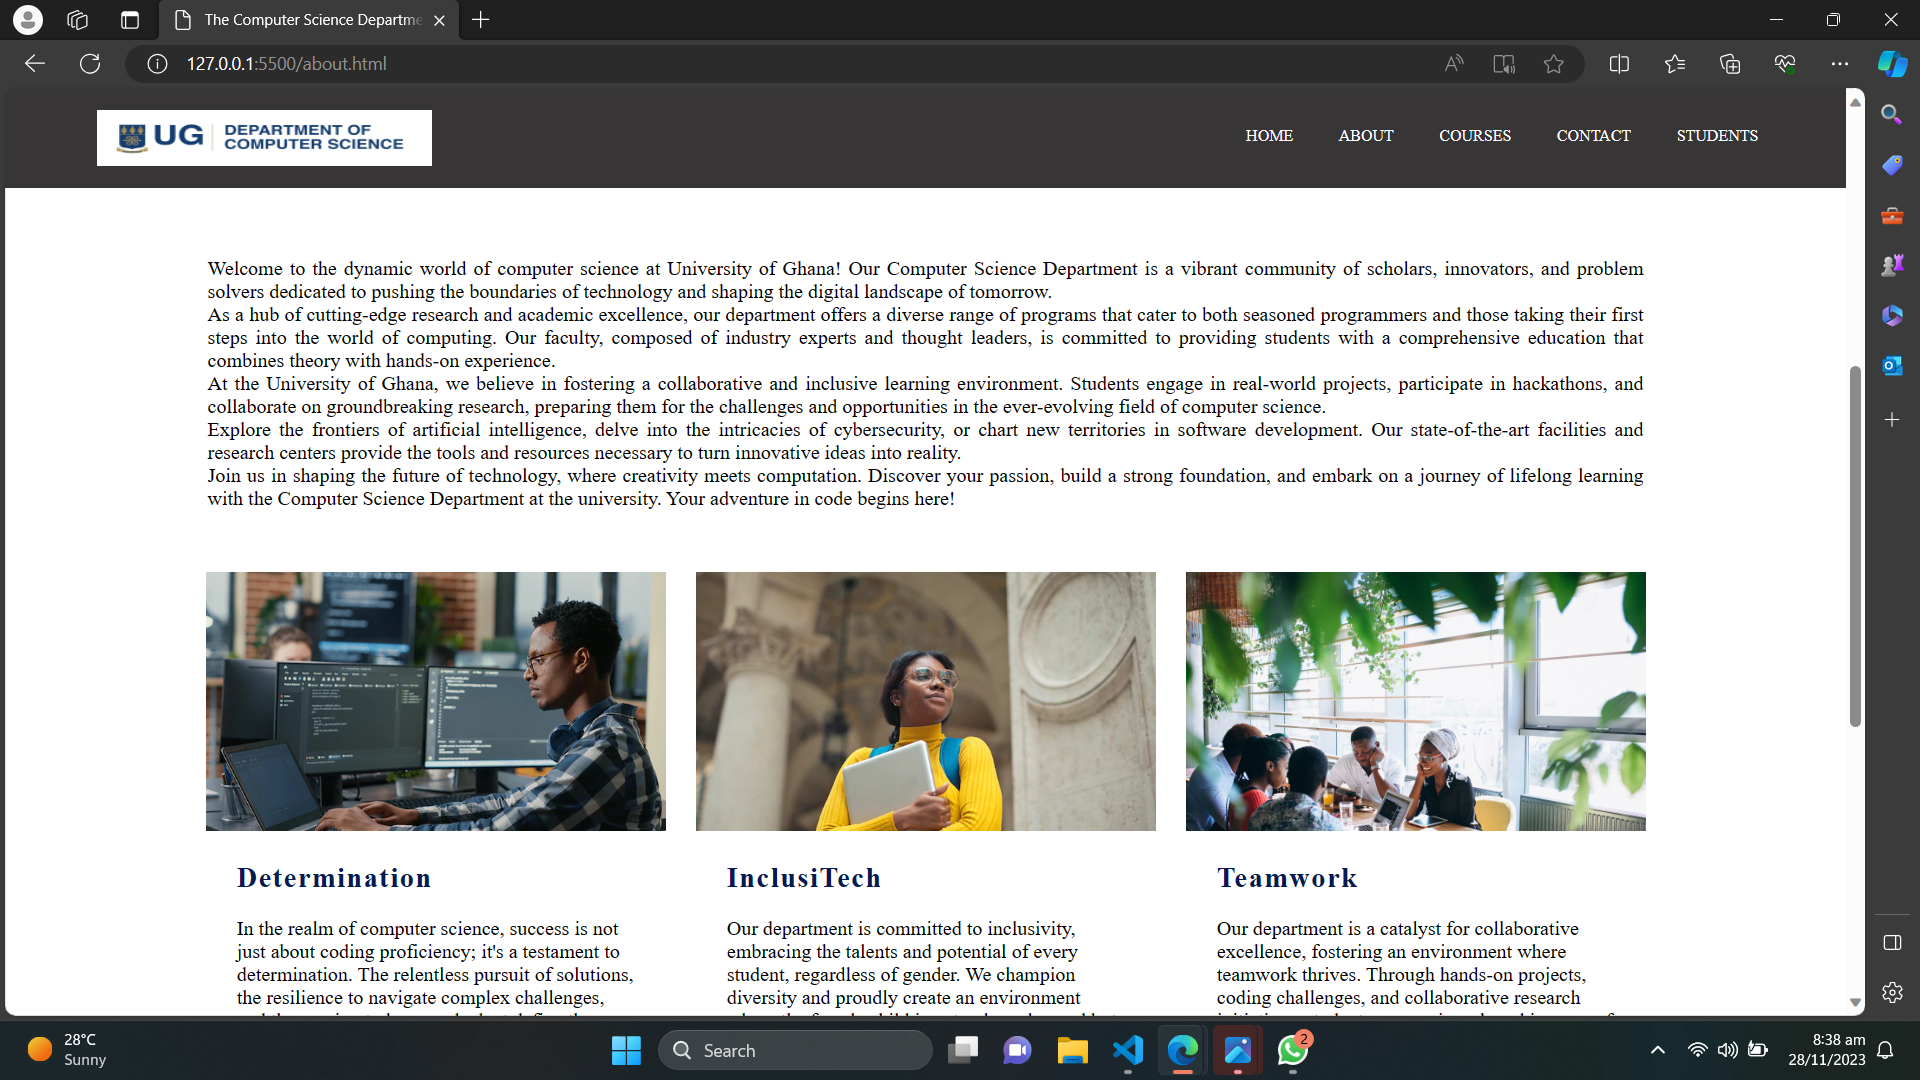 The Computer Science Departme
127.0.0.1:5500/about.html
UG DEPARTMENT OF COMPUTER SCIENCE
HOME ABOUT COURSES CONTACT STUDENTS
Welcome to the dynamic world of computer science at University of Ghana! Our Computer Science Department is a vibrant community of scholars, innovators, and problem
solvers dedicated to pushing the boundaries of technology and shaping the digital landscape of tomorrow.
As a hub of cutting-edge research and academic excellence, our department offers a diverse range of programs that cater to both seasoned programmers and those taking their first
steps into the world of computing. Our faculty, composed of industry experts and thought leaders, is committed to providing students with a comprehensive education that
combines theory with hands-on experience.
At the University of Ghana, we believe in fostering a collaborative and inclusive learning environment. Students engage in real-world projects, participate in hackathons, and
collaborate on groundbreaking research, preparing them for the challenges and opportunities in the ever-evolving field of computer science.
Explore the frontiers of artificial intelligence, delve into the intricacies of cybersecurity, or chart new territories in software development. Our state-of-the-art facilities and
research centers provide the tools and resources necessary to turn innovative ideas into reality.
Join us in shaping the future of technology, where creativity meets computation. Discover your passion, build a strong foundation, and embark on a journey of lifelong learning
with the Computer Science Department at the university. Your adventure in code begins here!
Determination
In the realm of computer science, success is not
just about coding proficiency; it's a testament to
determination. The relentless pursuit of solutions,
the resilience to navigate complex challenges,
InclusiTech
Our department is committed to inclusivity,
embracing the talents and potential of every
student, regardless of gender. We champion
diversity and proudly create an environment
Teamwork
Our department is a catalyst for collaborative
excellence, fostering an environment where
teamwork thrives. Through hands-on projects,
coding challenges, and collaborative research
28°C
Sunny
Search
2
8:38 am
28/11/2023